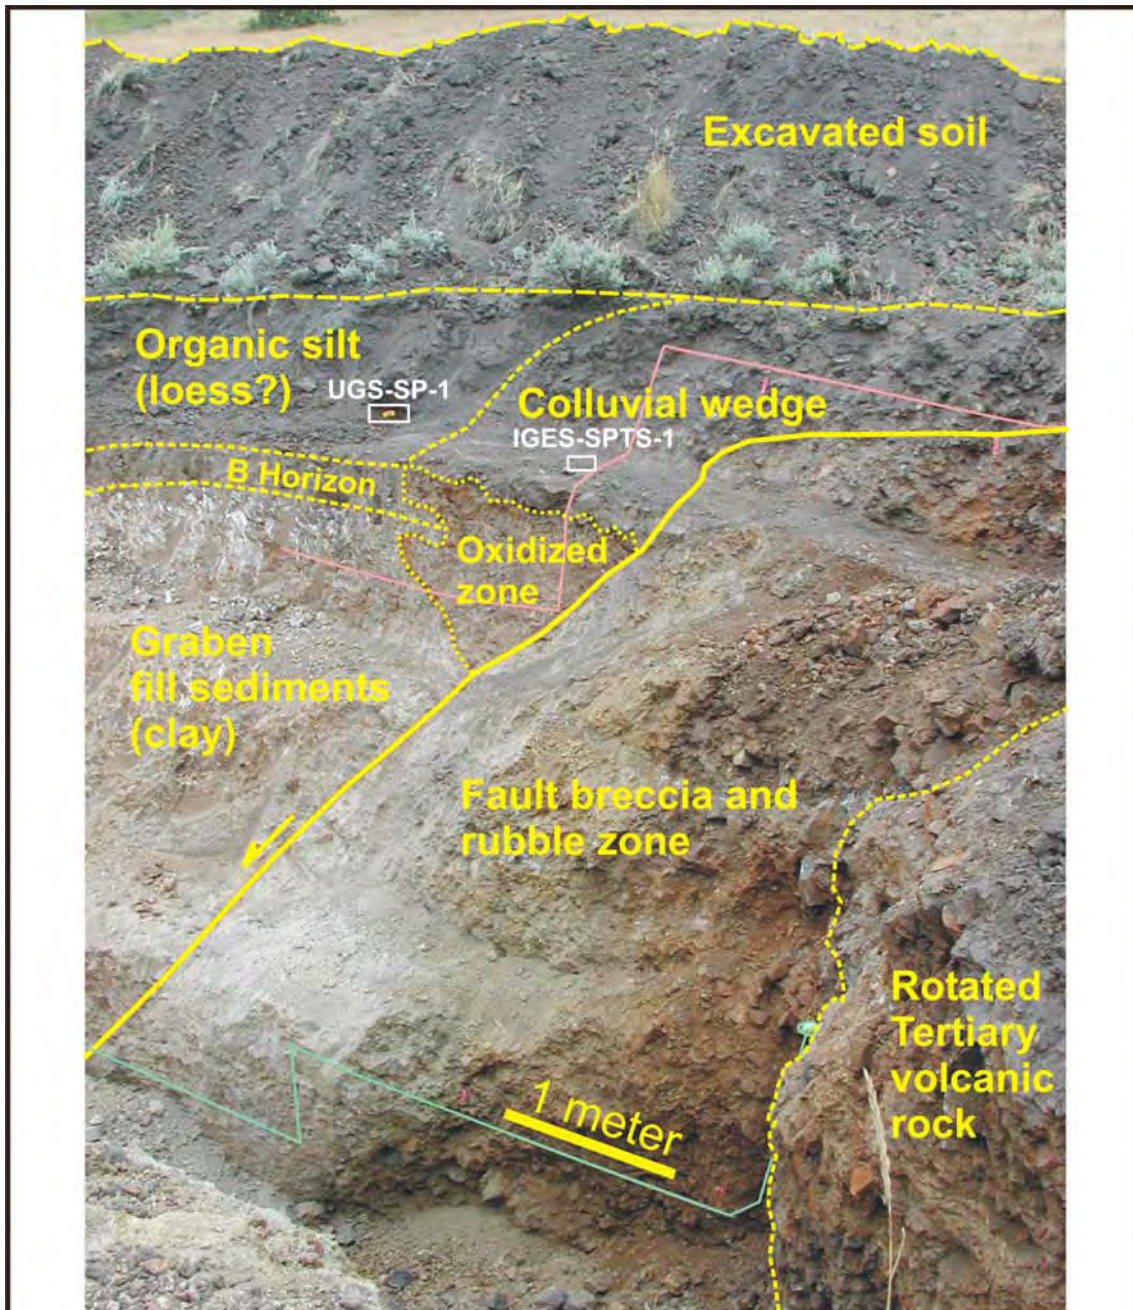 Excavated soil
Organic silt
(loess?)
UGS-SP-1
Colluvial wedge
IGES-SPTS-1
B Horizon
Oxidized
zone
Graben
fill sediments
(clay)
Fault breccia and
rubble zone
Rotated
Tertiary
volcanic
rock
1 meter